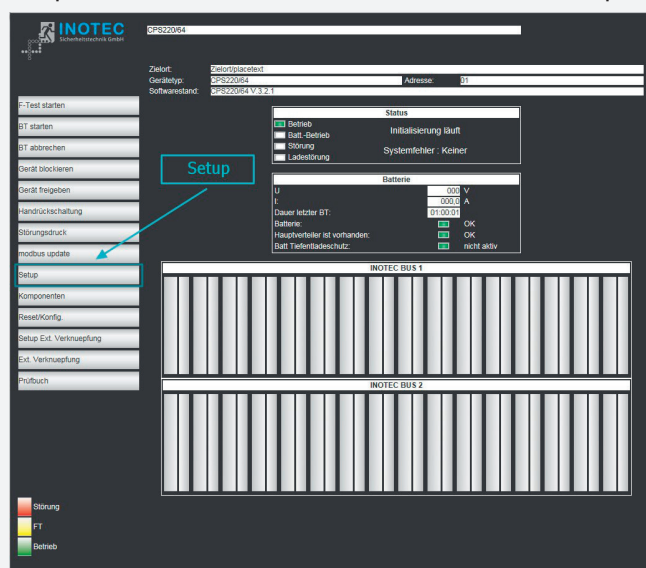 INOTEC
Sicherheitstechnik GmbH
CPS220/64
Zielort: Zielort/placetext
Gerätetyp: CPS220/64 Adresse: 01
Softwarestand: CPS220/64 V.3.2.1
F-Test starten
BT starten
BT abbrechen
Gerät blockieren
Gerät freigeben
Handrückschaltung
Störungsdruck
modbus update
Setup
Komponenten
Reset/Konfig.
Setup Ext. Verknuepfung
Ext. Verknuepfung
Prüfbuch
Setup
Status
Betrieb
Batt.-Betrieb
Störung
Ladestörung
Initialisierung läuft
Systemfehler : Keiner
Batterie
U 000 V
I: 000,0 A
Dauer letzter BT: 01:00:01
Batterie: OK
Hauptverteiler ist vorhanden: OK
Batt Tiefentladeschutz: nicht aktiv
INOTEC BUS 1
INOTEC BUS 2
Störung
FT
Betrieb